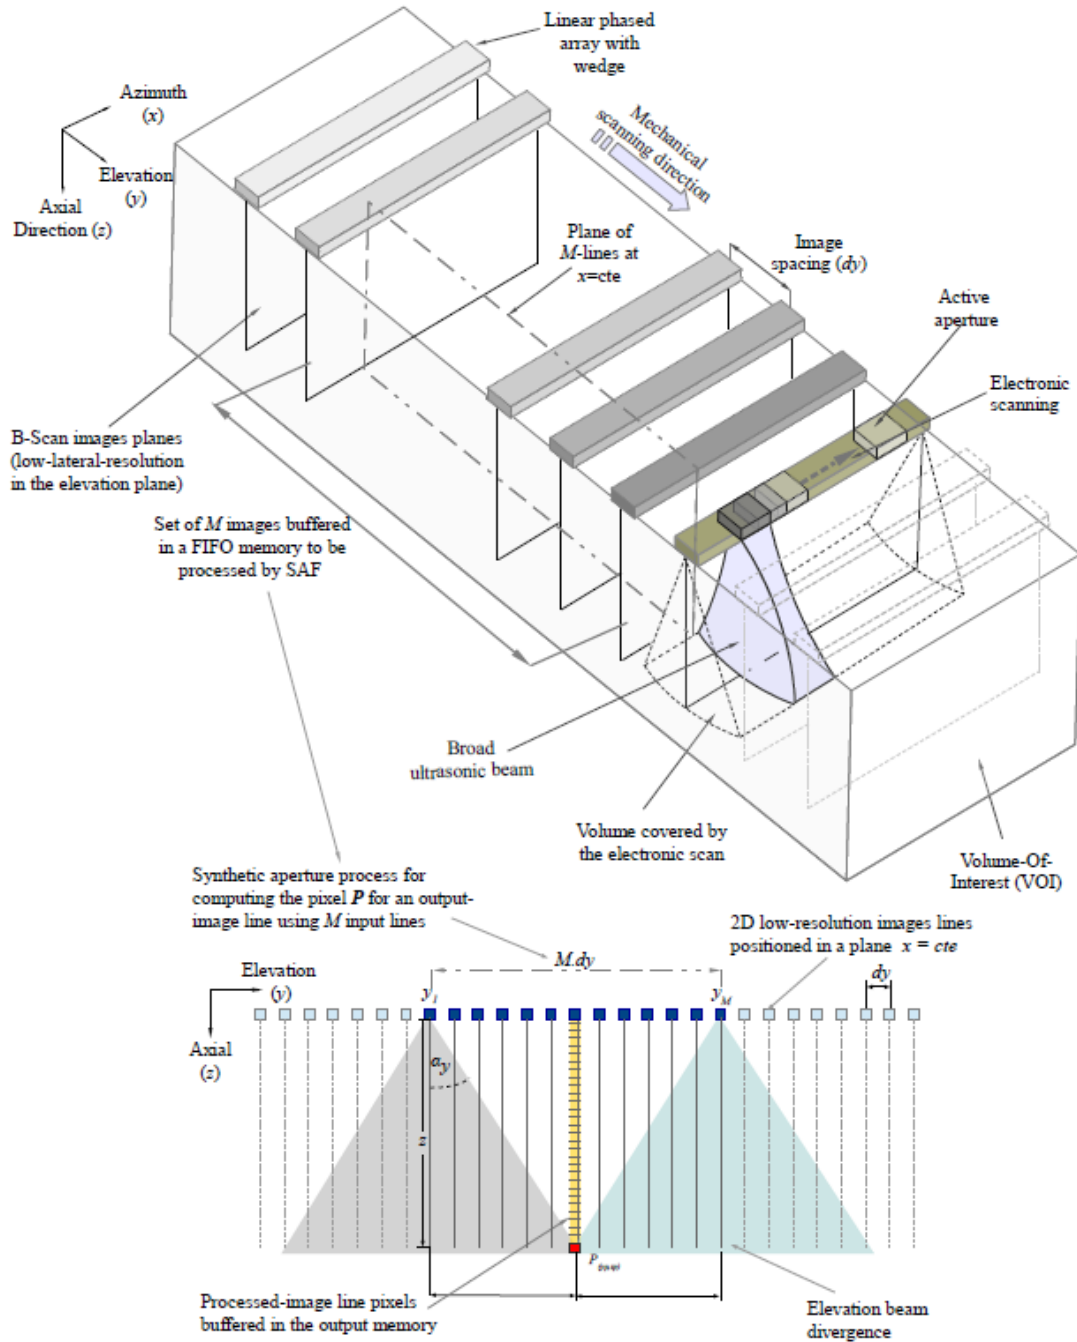 Linear phased
array with
wedge
Azimuth
(x)
Elevation
(y)
Axial
Direction (z)
Mechanical
scanning direction
Plane of
M-lines at
x=cte
Image
spacing (dy)
Active
aperture
Electronic
scanning
B-Scan images planes
(low-lateral-resolution
in the elevation plane)
Set of M images buffered
in a FIFO memory to be
processed by SAF
Broad
ultrasonic beam
Volume covered by
the electronic scan
Volume-Of-
Interest (VOI)
Synthetic aperture process for
computing the pixel P for an output-
image line using M input lines
2D low-resolution images lines
positioned in a plane x = cte
Elevation
(y)
M.dy
dy
y1
yM
Axial
(z)
αy
z
P
Processed-image line pixels
buffered in the output memory
Elevation beam
divergence